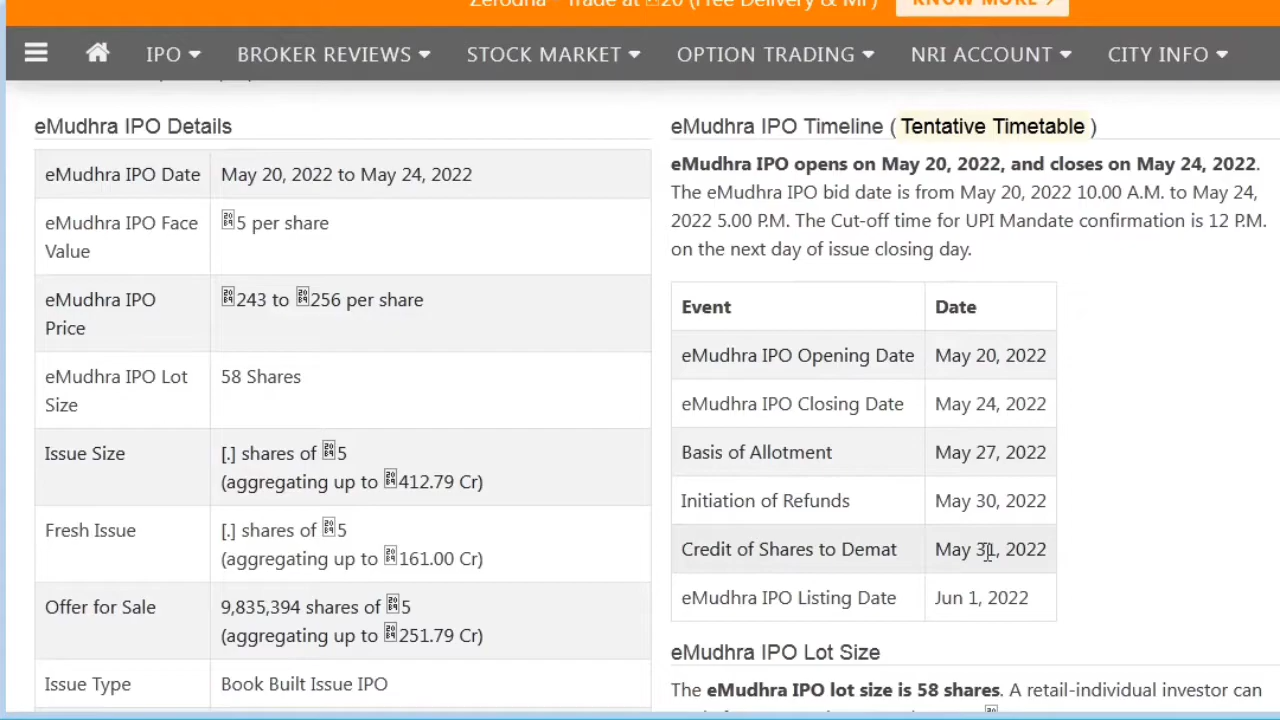 Zerodha - Trade at 20 (Free Delivery & MF)
KNOW MORE
IPO
BROKER REVIEWS
STOCK MARKET
OPTION TRADING
NRI ACCOUNT
CITY INFO
eMudhra IPO Details
eMudhra IPO Date May 20, 2022 to May 24, 2022
eMudhra IPO Face
Value
5 per share
eMudhra IPO
Price
243 to 256 per share
eMudhra IPO Lot
Size
58 Shares
Issue Size
[.] shares of 5
(aggregating up to 412.79 Cr)
Fresh Issue
[.] shares of 5
(aggregating up to 161.00 Cr)
Offer for Sale
9,835,394 shares of 5
(aggregating up to 251.79 Cr)
Issue Type Book Built Issue IPO
eMudhra IPO Timeline ( Tentative Timetable )
eMudhra IPO opens on May 20, 2022, and closes on May 24, 2022.
The eMudhra IPO bid date is from May 20, 2022 10.00 A.M. to May 24,
2022 5.00 P.M. The Cut-off time for UPI Mandate confirmation is 12 P.M.
on the next day of issue closing day.
Event Date
eMudhra IPO Opening Date May 20, 2022
eMudhra IPO Closing Date May 24, 2022
Basis of Allotment May 27, 2022
Initiation of Refunds May 30, 2022
Credit of Shares to Demat May 31, 2022
eMudhra IPO Listing Date Jun 1, 2022
eMudhra IPO Lot Size
The eMudhra IPO lot size is 58 shares. A retail-individual investor can